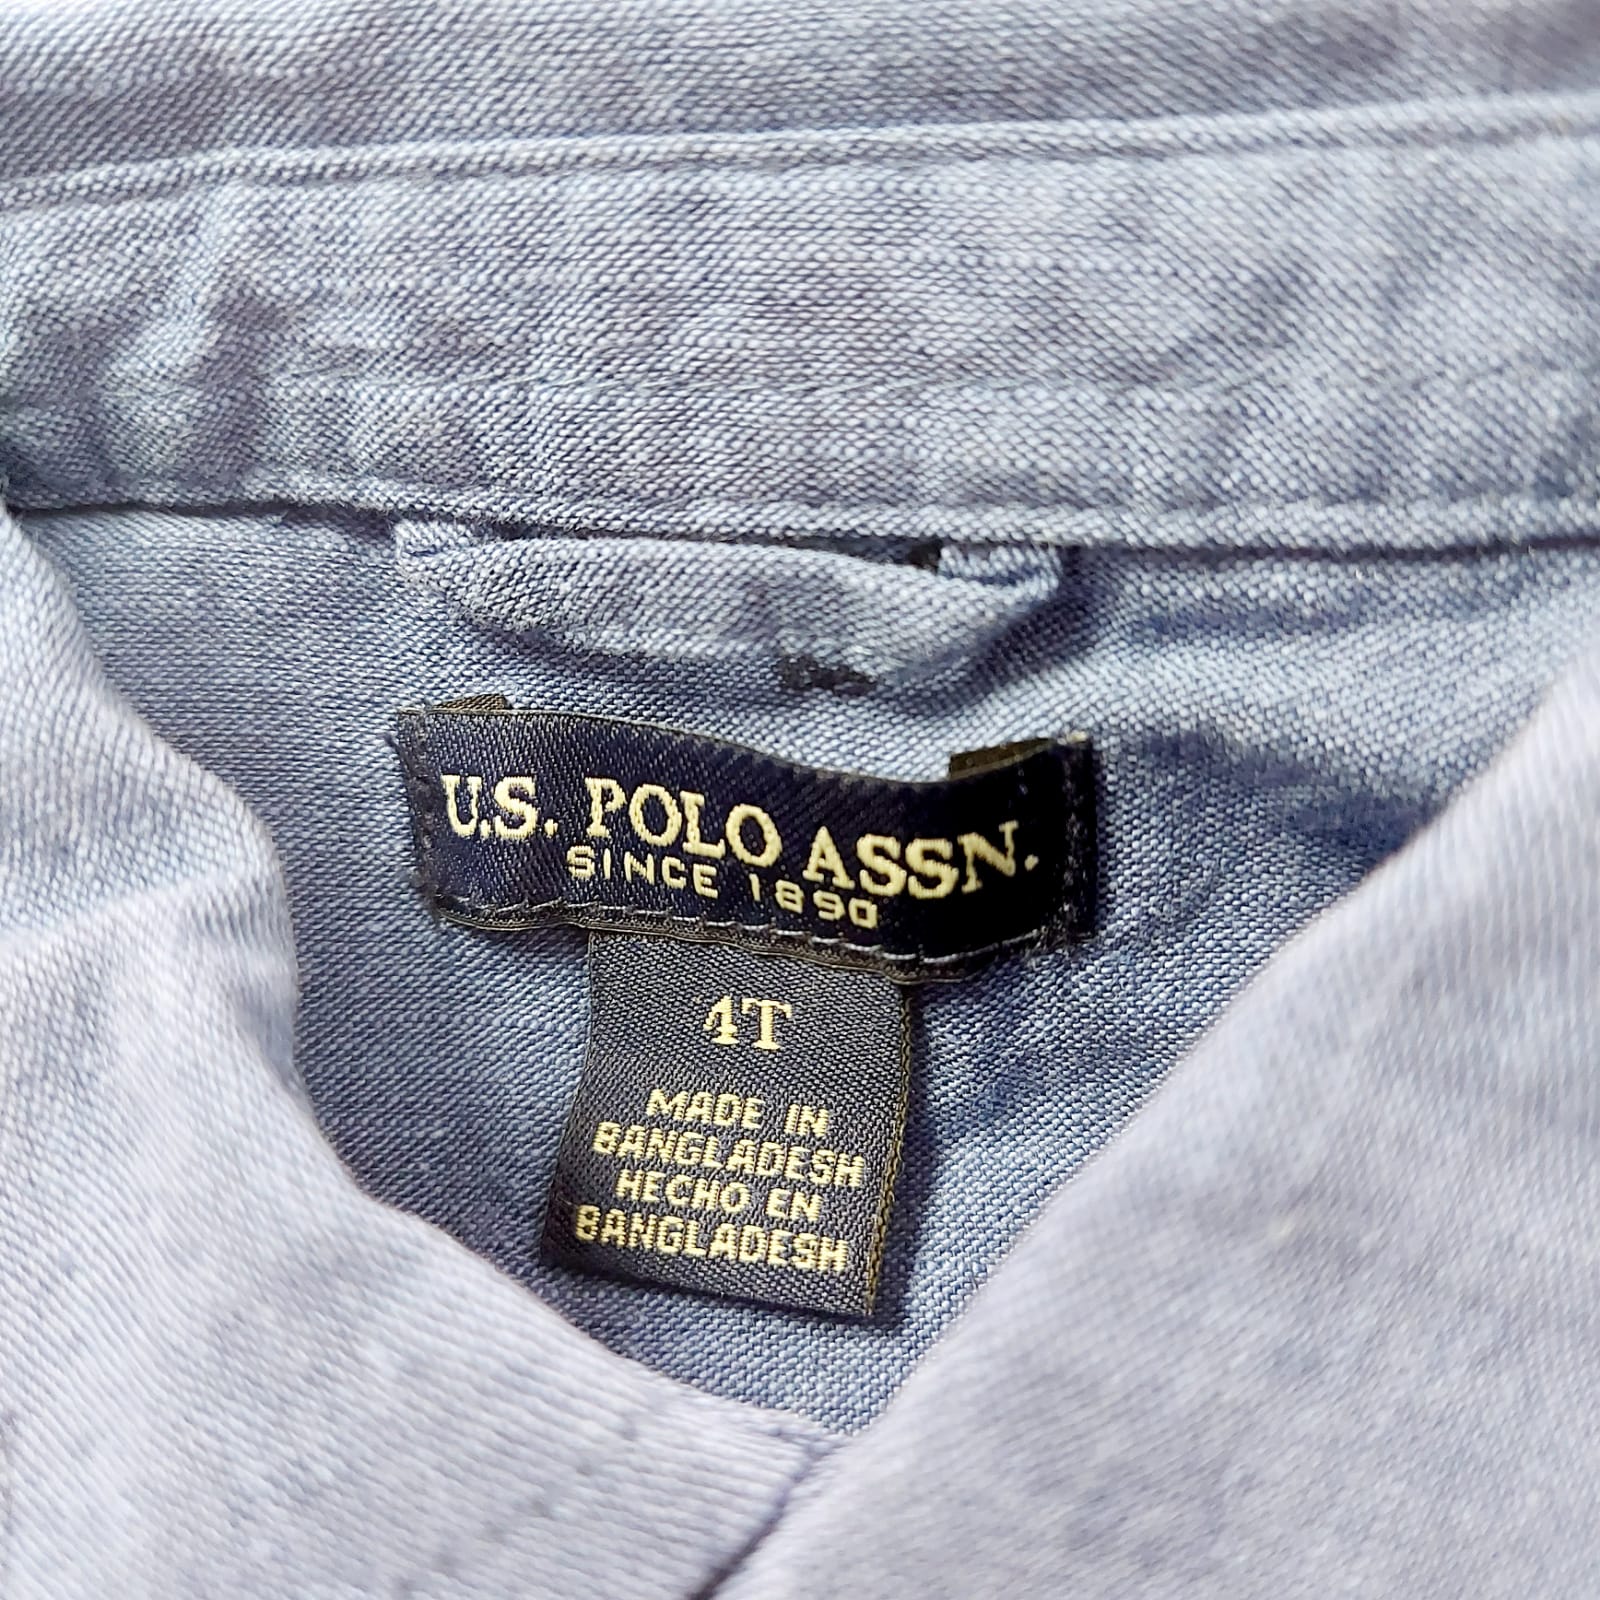 U.S. POLO ASSN.
SINCE 1890
4T
MADE IN
BANGLADESH
HECHO EN
BANGLADESH